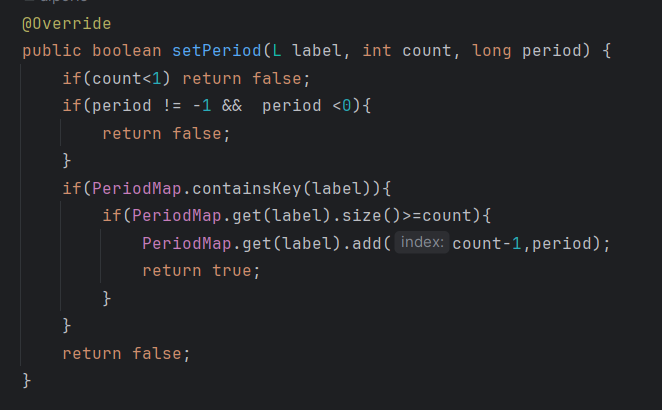 @Override
public boolean setPeriod(L label, int count, long period) {
    if(count<1) return false;
    if(period != -1 &&  period <0){
        return false;
    }
    if(PeriodMap.containsKey(label)){
        if(PeriodMap.get(label).size()>=count){
            PeriodMap.get(label).add( index: count-1,period);
            return true;
        }
    }
    return false;
}